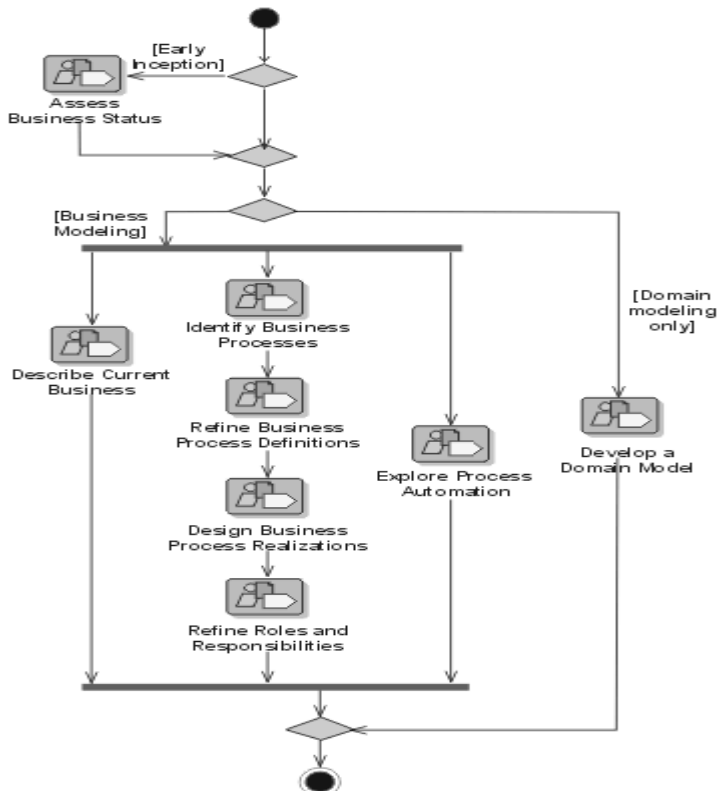 [Early
Inception]
Assess
Business Status
[Business
Modeling]
[Domain
modeling
only]
Identify Business
Processes
Describe Current
Business
Refine Business
Process Definitions
Develop a
Domain Model
Explore Process
Automation
Design Business
Process Realizations
Refine Roles and
Responsibilities